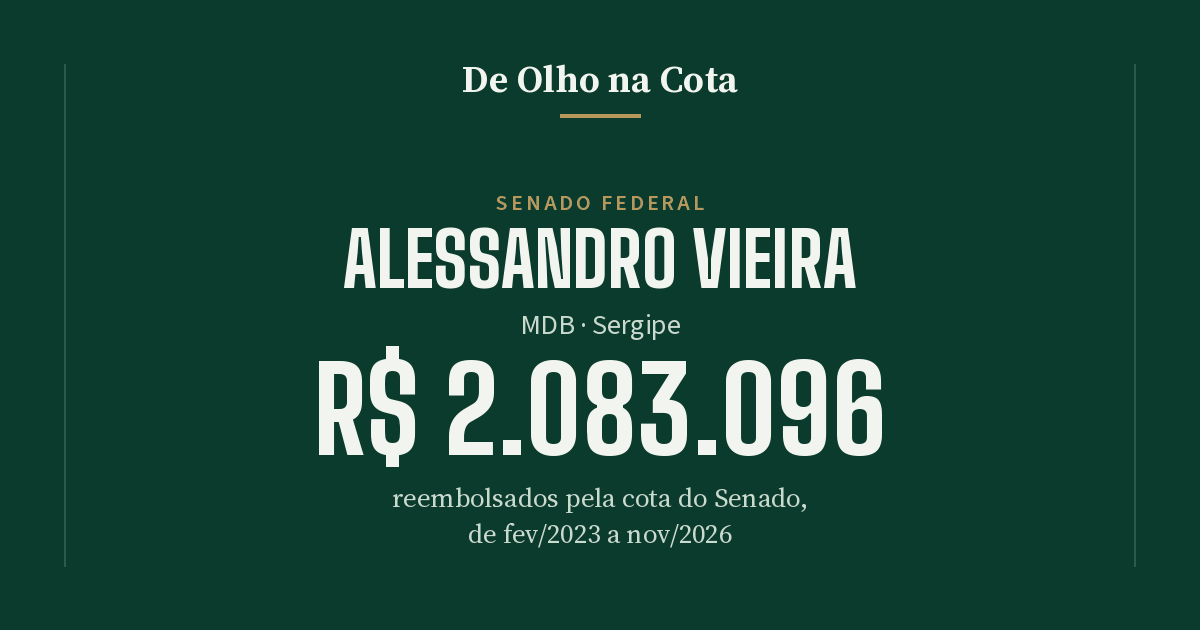 De Olho na Cota
SENADO FEDERAL
ALESSANDRO VIEIRA
MDB · Sergipe
R$ 2.083.096
reembolsados pela cota do Senado,
de fev/2023 a nov/2026